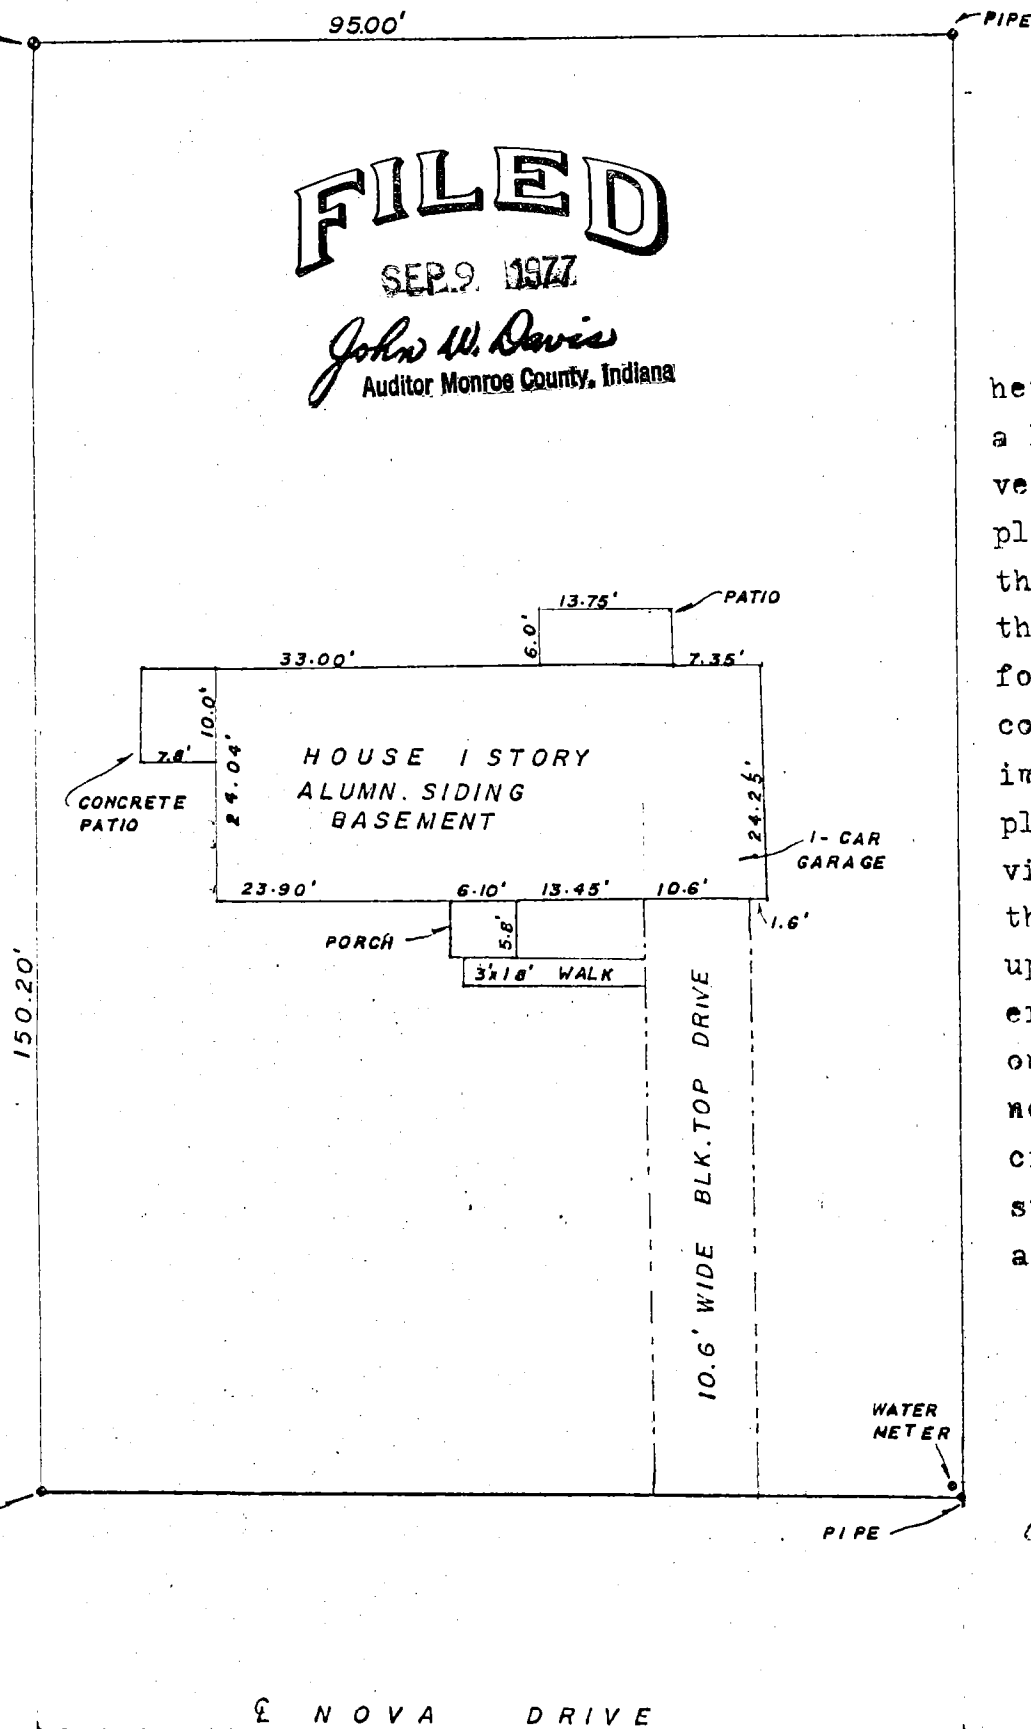 95.00'
PIPE
FILED
SEP. 9 1977
John W. Davis
Auditor Monroe County, Indiana
13.75'
PATIO
6.0'
33.00'
7.35'
10.0'
7.8'
24.04'
HOUSE 1 STORY
ALUMN. SIDING
BASEMENT
24.25'
CONCRETE
PATIO
1-CAR
GARAGE
23.90'
6.10'
13.45'
10.6'
1.6'
PORCH
5.8'
3'x18' WALK
150.20'
10.6' WIDE BLK.TOP DRIVE
WATER
METER
PIPE
℄ NOVA DRIVE
a
pl
th
th
fo
co
im
pl
vi
th
up
on
a